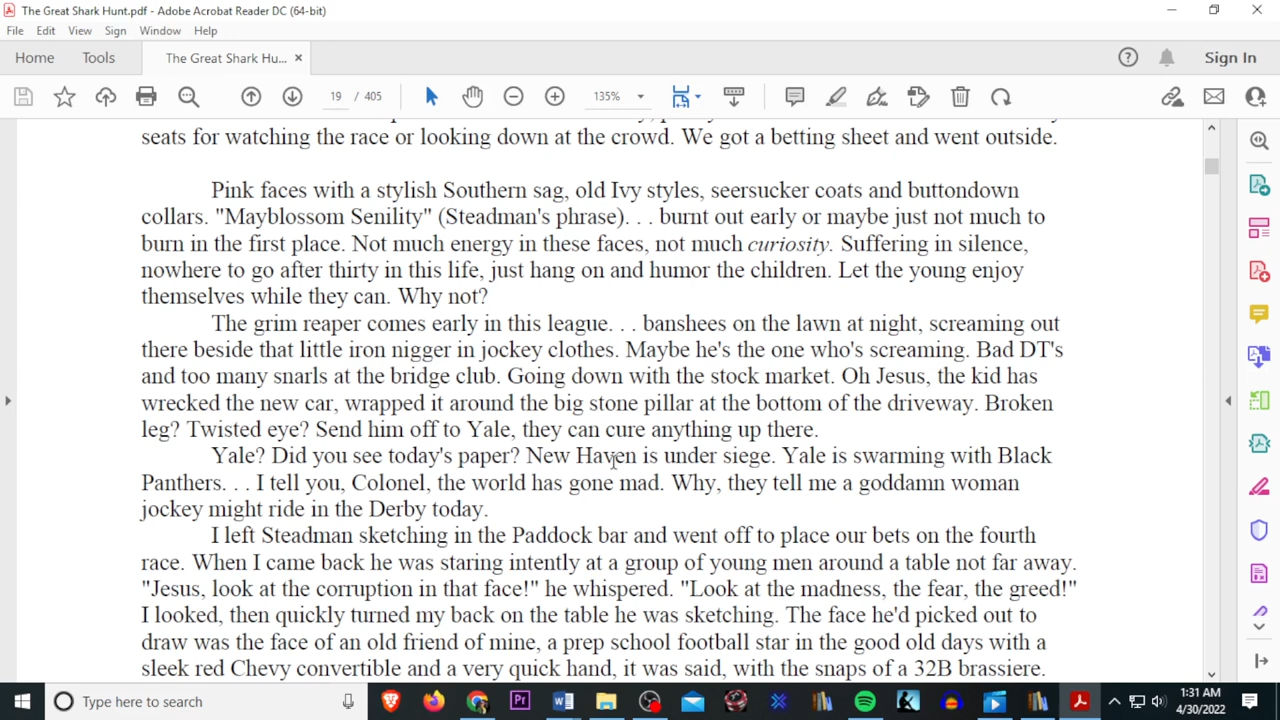 The Great Shark Hunt.pdf - Adobe Acrobat Reader DC (64-bit)
File Edit View Sign Window Help
Home Tools The Great Shark Hu... × Sign In
19 / 405 135%
seats for watching the race or looking down at the crowd. We got a betting sheet and went outside.
Pink faces with a stylish Southern sag, old Ivy styles, seersucker coats and buttondown
collars. "Mayblossom Senility" (Steadman's phrase). . . burnt out early or maybe just not much to
burn in the first place. Not much energy in these faces, not much curiosity. Suffering in silence,
nowhere to go after thirty in this life, just hang on and humor the children. Let the young enjoy
themselves while they can. Why not?
The grim reaper comes early in this league. . . banshees on the lawn at night, screaming out
there beside that little iron nigger in jockey clothes. Maybe he's the one who's screaming. Bad DT's
and too many snarls at the bridge club. Going down with the stock market. Oh Jesus, the kid has
wrecked the new car, wrapped it around the big stone pillar at the bottom of the driveway. Broken
leg? Twisted eye? Send him off to Yale, they can cure anything up there.
Yale? Did you see today's paper? New Haven is under siege. Yale is swarming with Black
Panthers. . . I tell you, Colonel, the world has gone mad. Why, they tell me a goddamn woman
jockey might ride in the Derby today.
I left Steadman sketching in the Paddock bar and went off to place our bets on the fourth
race. When I came back he was staring intently at a group of young men around a table not far away.
"Jesus, look at the corruption in that face!" he whispered. "Look at the madness, the fear, the greed!"
I looked, then quickly turned my back on the table he was sketching. The face he'd picked out to
draw was the face of an old friend of mine, a prep school football star in the good old days with a
sleek red Chevy convertible and a very quick hand, it was said, with the snaps of a 32B brassiere.
Type here to search
1:31 AM
4/30/2022